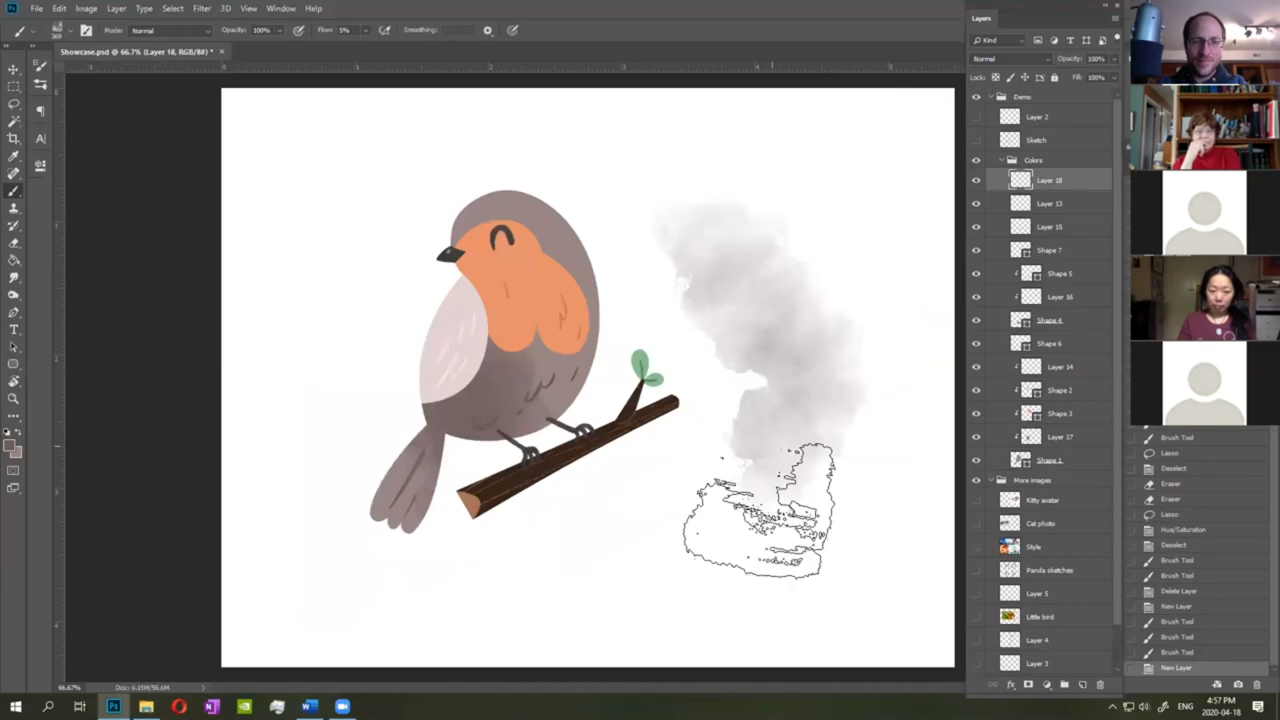 File Edit Image Layer Type Select Filter 3D View Window Help
Mode: Normal Opacity: 100% Flow: 5% Smoothing:
Showcase.psd @ 66.7% (Layer 18, RGB/8#) *
Layers
Kind
Normal Opacity: 100%
Lock: Fill: 100%
Demo
Layer 2
Sketch
Colors
Layer 18
Layer 13
Layer 15
Shape 7
Shape 5
Layer 16
Shape 4
Shape 6
Layer 14
Shape 2
Shape 3
Layer 17
Shape 1
More images
Kitty avatar
Cat photo
Style
Panda sketches
Layer 5
Little bird
Layer 4
Layer 3
Brush Tool
Lasso
Deselect
Eraser
Eraser
Lasso
Hue/Saturation
Deselect
Brush Tool
Brush Tool
Delete Layer
New Layer
Brush Tool
Brush Tool
Brush Tool
New Layer
66.67% Doc: 6.15M/58.6M
ENG 4:57 PM
2020-04-18